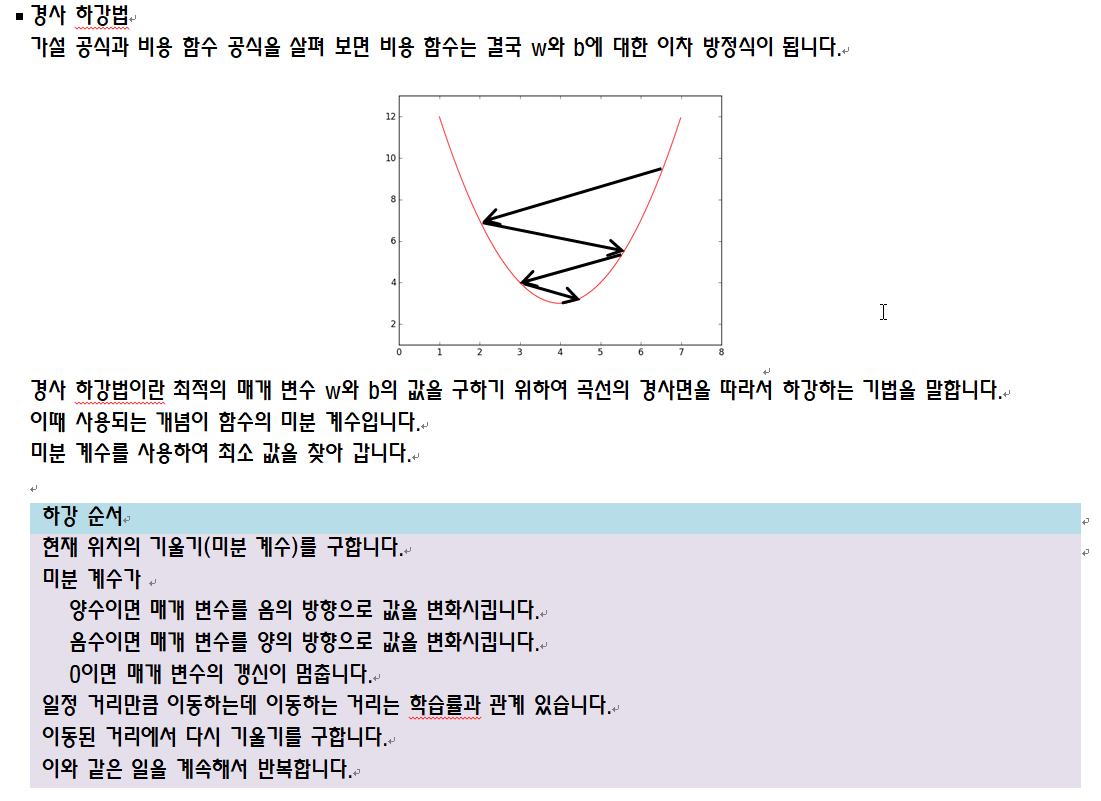 경사 하강법
가설 공식과 비용 함수 공식을 살펴 보면 비용 함수는 결국 w와 b에 대한 이차 방정식이 됩니다.
12
10
8
6
4
2
0 1 2 3 4 5 6 7 8
경사 하강법이란 최적의 매개 변수 w와 b의 값을 구하기 위하여 곡선의 경사면을 따라서 하강하는 기법을 말합니다.
이때 사용되는 개념이 함수의 미분 계수입니다.
미분 계수를 사용하여 최소 값을 찾아 갑니다.
하강 순서
현재 위치의 기울기(미분 계수)를 구합니다.
미분 계수가
양수이면 매개 변수를 음의 방향으로 값을 변화시킵니다.
음수이면 매개 변수를 양의 방향으로 값을 변화시킵니다.
0이면 매개 변수의 갱신이 멈춥니다.
일정 거리만큼 이동하는데 이동하는 거리는 학습률과 관계 있습니다.
이동된 거리에서 다시 기울기를 구합니다.
이와 같은 일을 계속해서 반복합니다.